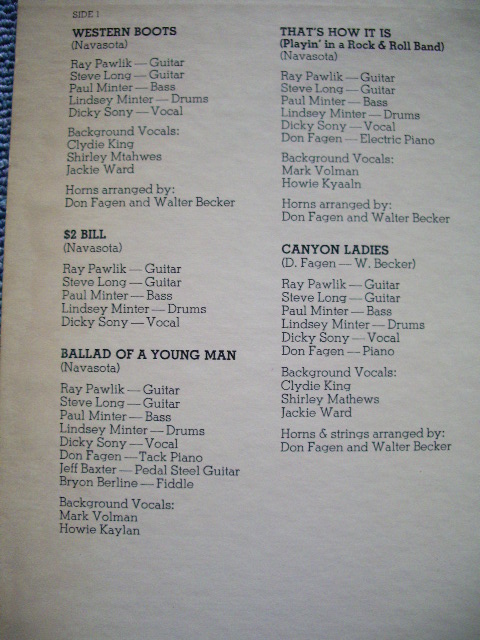 SIDE 1
WESTERN BOOTS
(Navasota)
Ray Pawlik — Guitar
Steve Long — Guitar
Paul Minter — Bass
Lindsey Minter — Drums
Dicky Sony — Vocal
Background Vocals:
Clydie King
Shirley Mtahwes
Jackie Ward
Horns arranged by:
Don Fagen and Walter Becker
$2 BILL
(Navasota)
Ray Pawlik — Guitar
Steve Long — Guitar
Paul Minter — Bass
Lindsey Minter — Drums
Dicky Sony — Vocal
BALLAD OF A YOUNG MAN
(Navasota)
Ray Pawlik — Guitar
Steve Long — Guitar
Paul Minter — Bass
Lindsey Minter — Drums
Dicky Sony — Vocal
Don Fagen — Tack Piano
Jeff Baxter — Pedal Steel Guitar
Bryon Berline — Fiddle
Background Vocals:
Mark Volman
Howie Kaylan
THAT'S HOW IT IS
(Playin' in a Rock & Roll Band)
(Navasota)
Ray Pawlik — Guitar
Steve Long — Guitar
Paul Minter — Bass
Lindsey Minter — Drums
Dicky Sony — Vocal
Don Fagen — Electric Piano
Background Vocals:
Mark Volman
Howie Kyaaln
Horns arranged by:
Don Fagen and Walter Becker
CANYON LADIES
(D. Fagen — W. Becker)
Ray Pawlik — Guitar
Steve Long — Guitar
Paul Minter — Bass
Lindsey Minter — Drums
Dicky Sony — Vocal
Don Fagen — Piano
Background Vocals:
Clydie King
Shirley Mathews
Jackie Ward
Horns & strings arranged by:
Don Fagen and Walter Becker